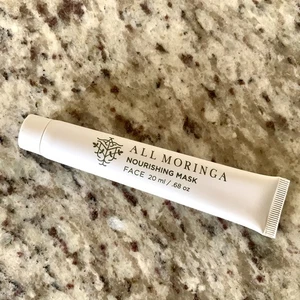 ALL MORINGA
NOURISHING MASK
FACE 20 ml / .68 oz